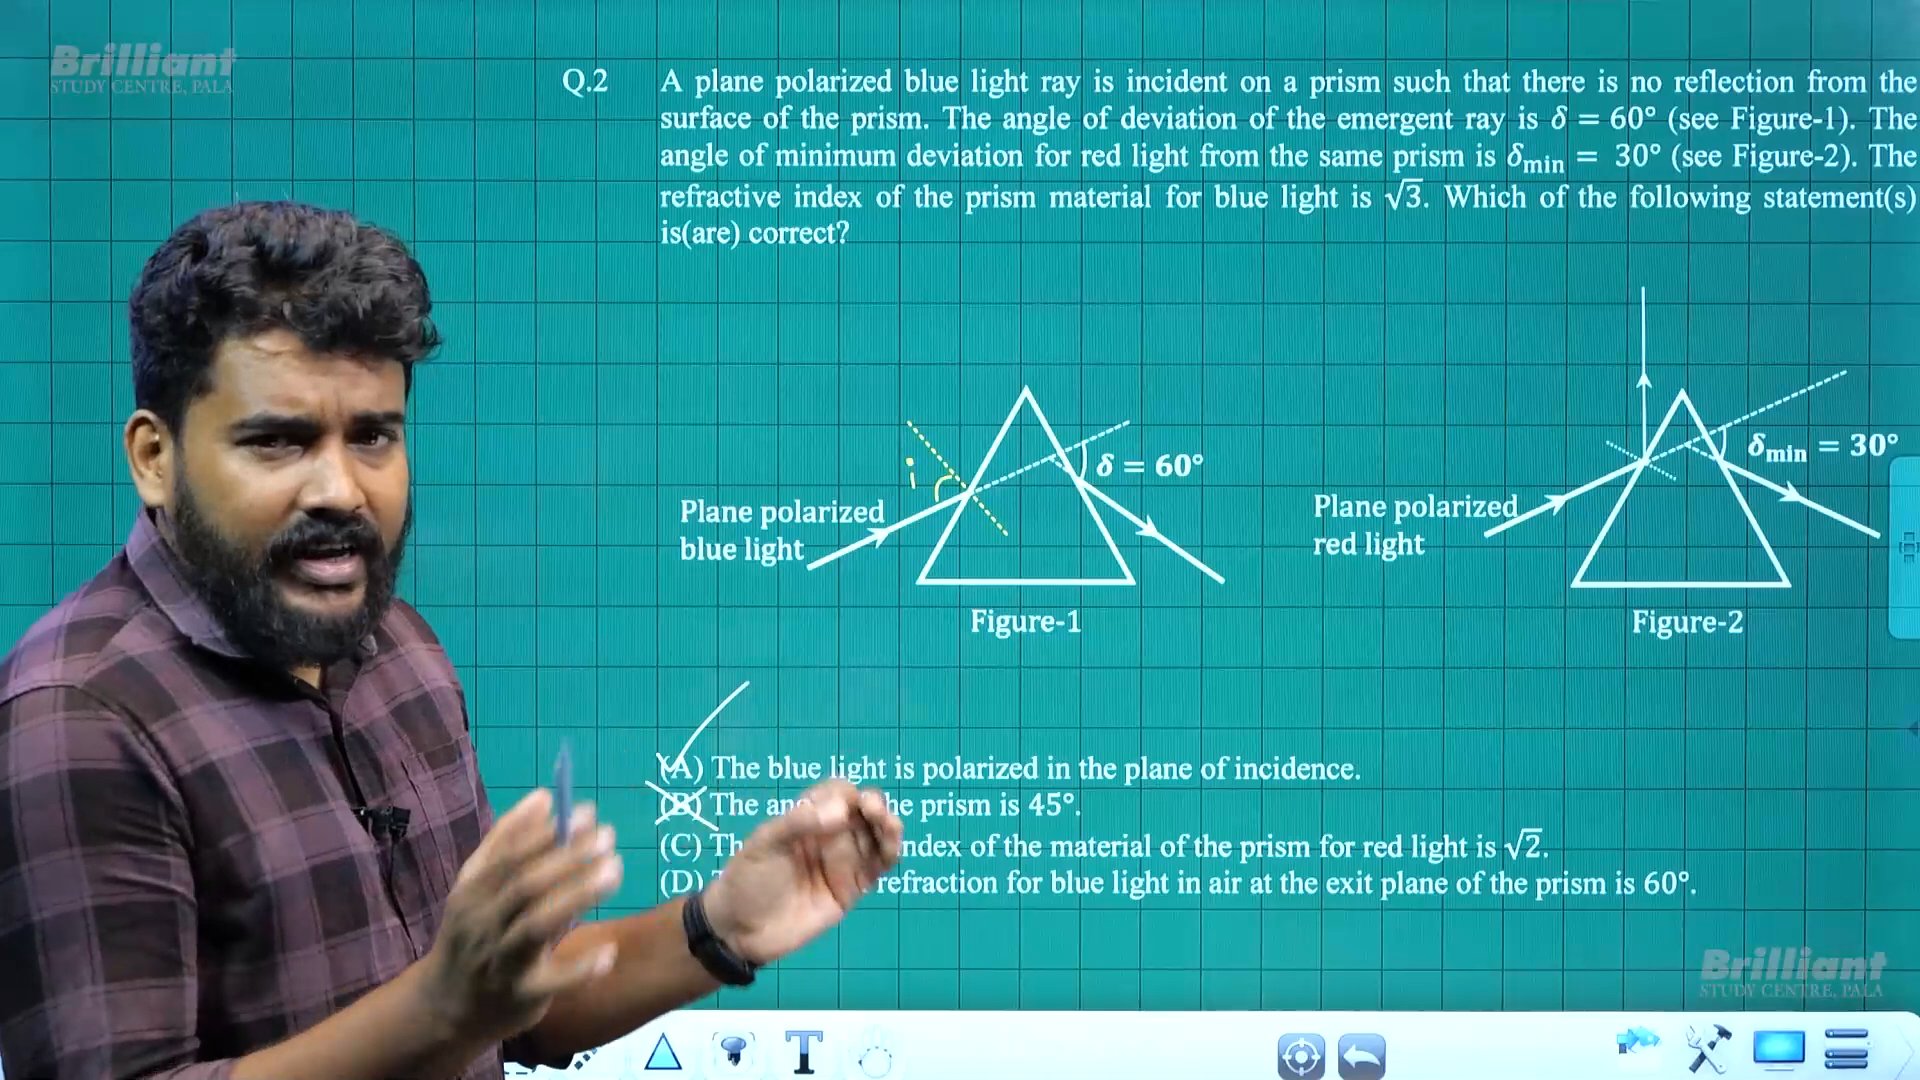 Brilliant
STUDY CENTRE, PALA
Q.2 A plane polarized blue light ray is incident on a prism such that there is no reflection from the
surface of the prism. The angle of deviation of the emergent ray is δ = 60° (see Figure-1). The
angle of minimum deviation for red light from the same prism is δmin = 30° (see Figure-2). The
refractive index of the prism material for blue light is √3. Which of the following statement(s)
is(are) correct?
i
δ = 60°
Plane polarized
blue light
Figure-1
δmin = 30°
Plane polarized
red light
Figure-2
(A) The blue light is polarized in the plane of incidence.
(B) The he prism is 45°.
(C) ndex of the material of the prism for red light is √2.
(D) refraction for blue light in air at the exit plane of the prism is 60°.
Brilliant
STUDY CENTRE, PALA
T